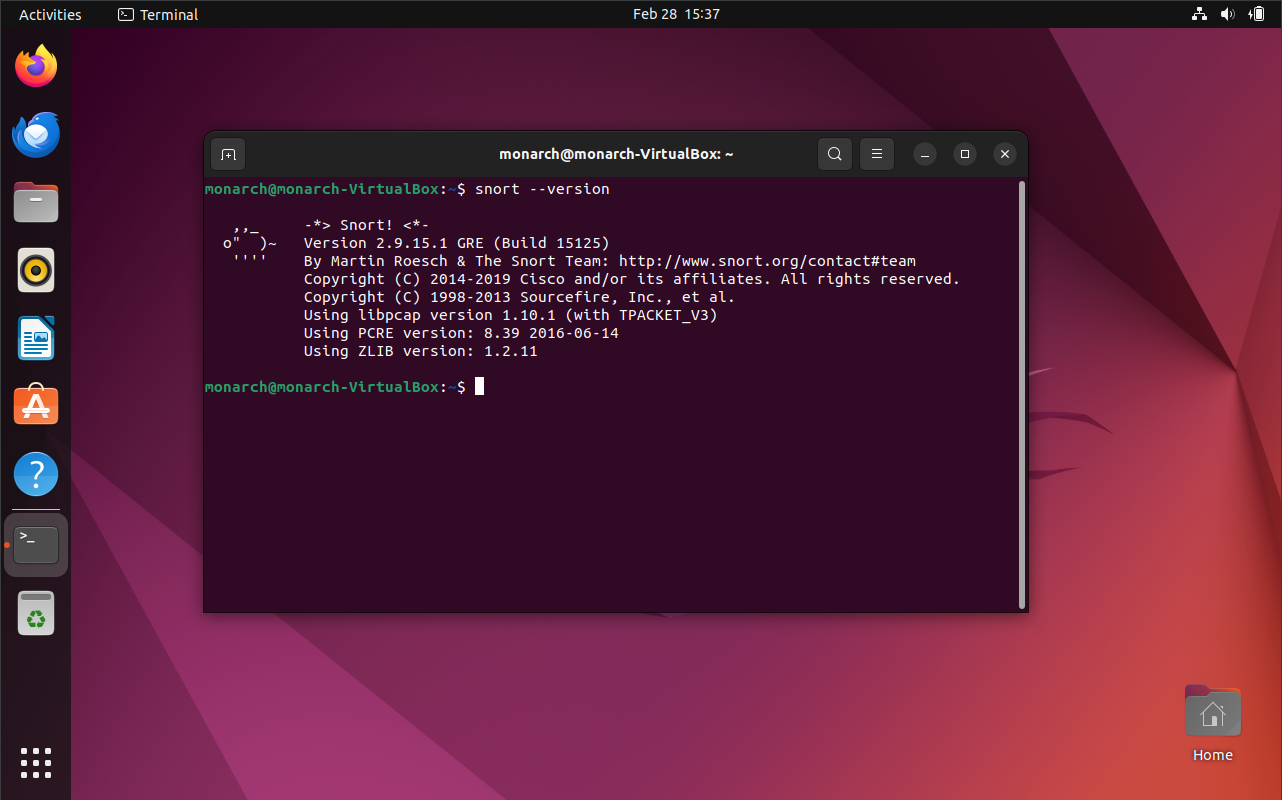 Activities
Terminal
Feb 28 15:37
monarch@monarch-VirtualBox: ~
monarch@monarch-VirtualBox:~$ snort --version
   ,,_     -*> Snort! <*-
  o"  )~   Version 2.9.15.1 GRE (Build 15125)
   ''''    By Martin Roesch & The Snort Team: http://www.snort.org/contact#team
           Copyright (C) 2014-2019 Cisco and/or its affiliates. All rights reserved.
           Copyright (C) 1998-2013 Sourcefire, Inc., et al.
           Using libpcap version 1.10.1 (with TPACKET_V3)
           Using PCRE version: 8.39 2016-06-14
           Using ZLIB version: 1.2.11
monarch@monarch-VirtualBox:~$
Home